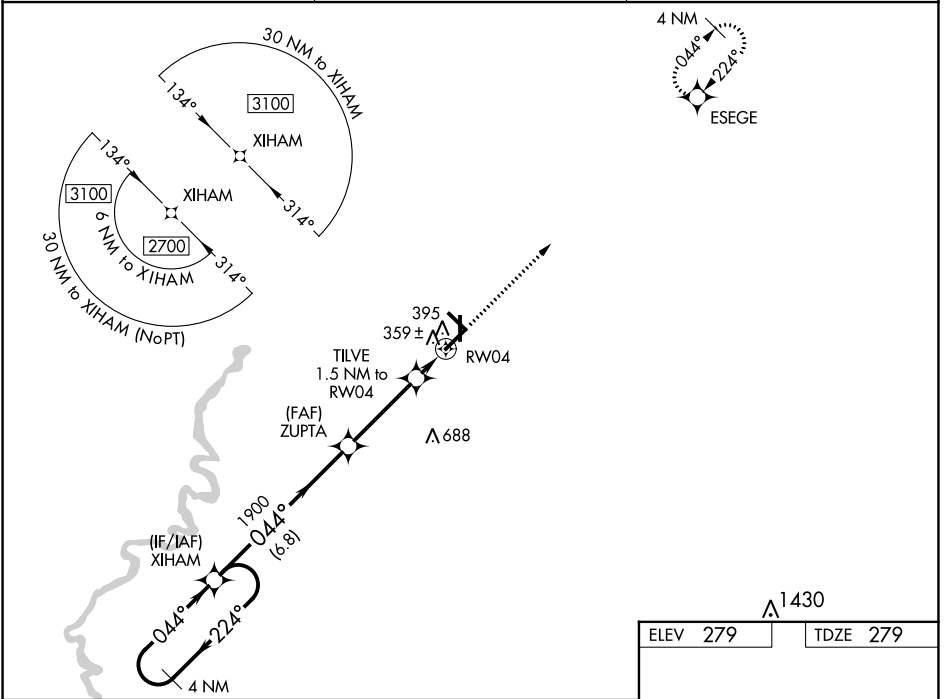 4 NM
044°
224°
ESEGE
30 NM to XIHAM
134°
3100
XIHAM
314°
134°
3100
XIHAM
6 NM to XIHAM
2700
314°
30 NM to XIHAM (NoPT)
395
359 ±
RW04
TILVE
1.5 NM to
RW04
(FAF)
ZUPTA
688
1900
044°
(6.8)
(IF/IAF)
XIHAM
044°
224°
4 NM
1430
ELEV 279
TDZE 279